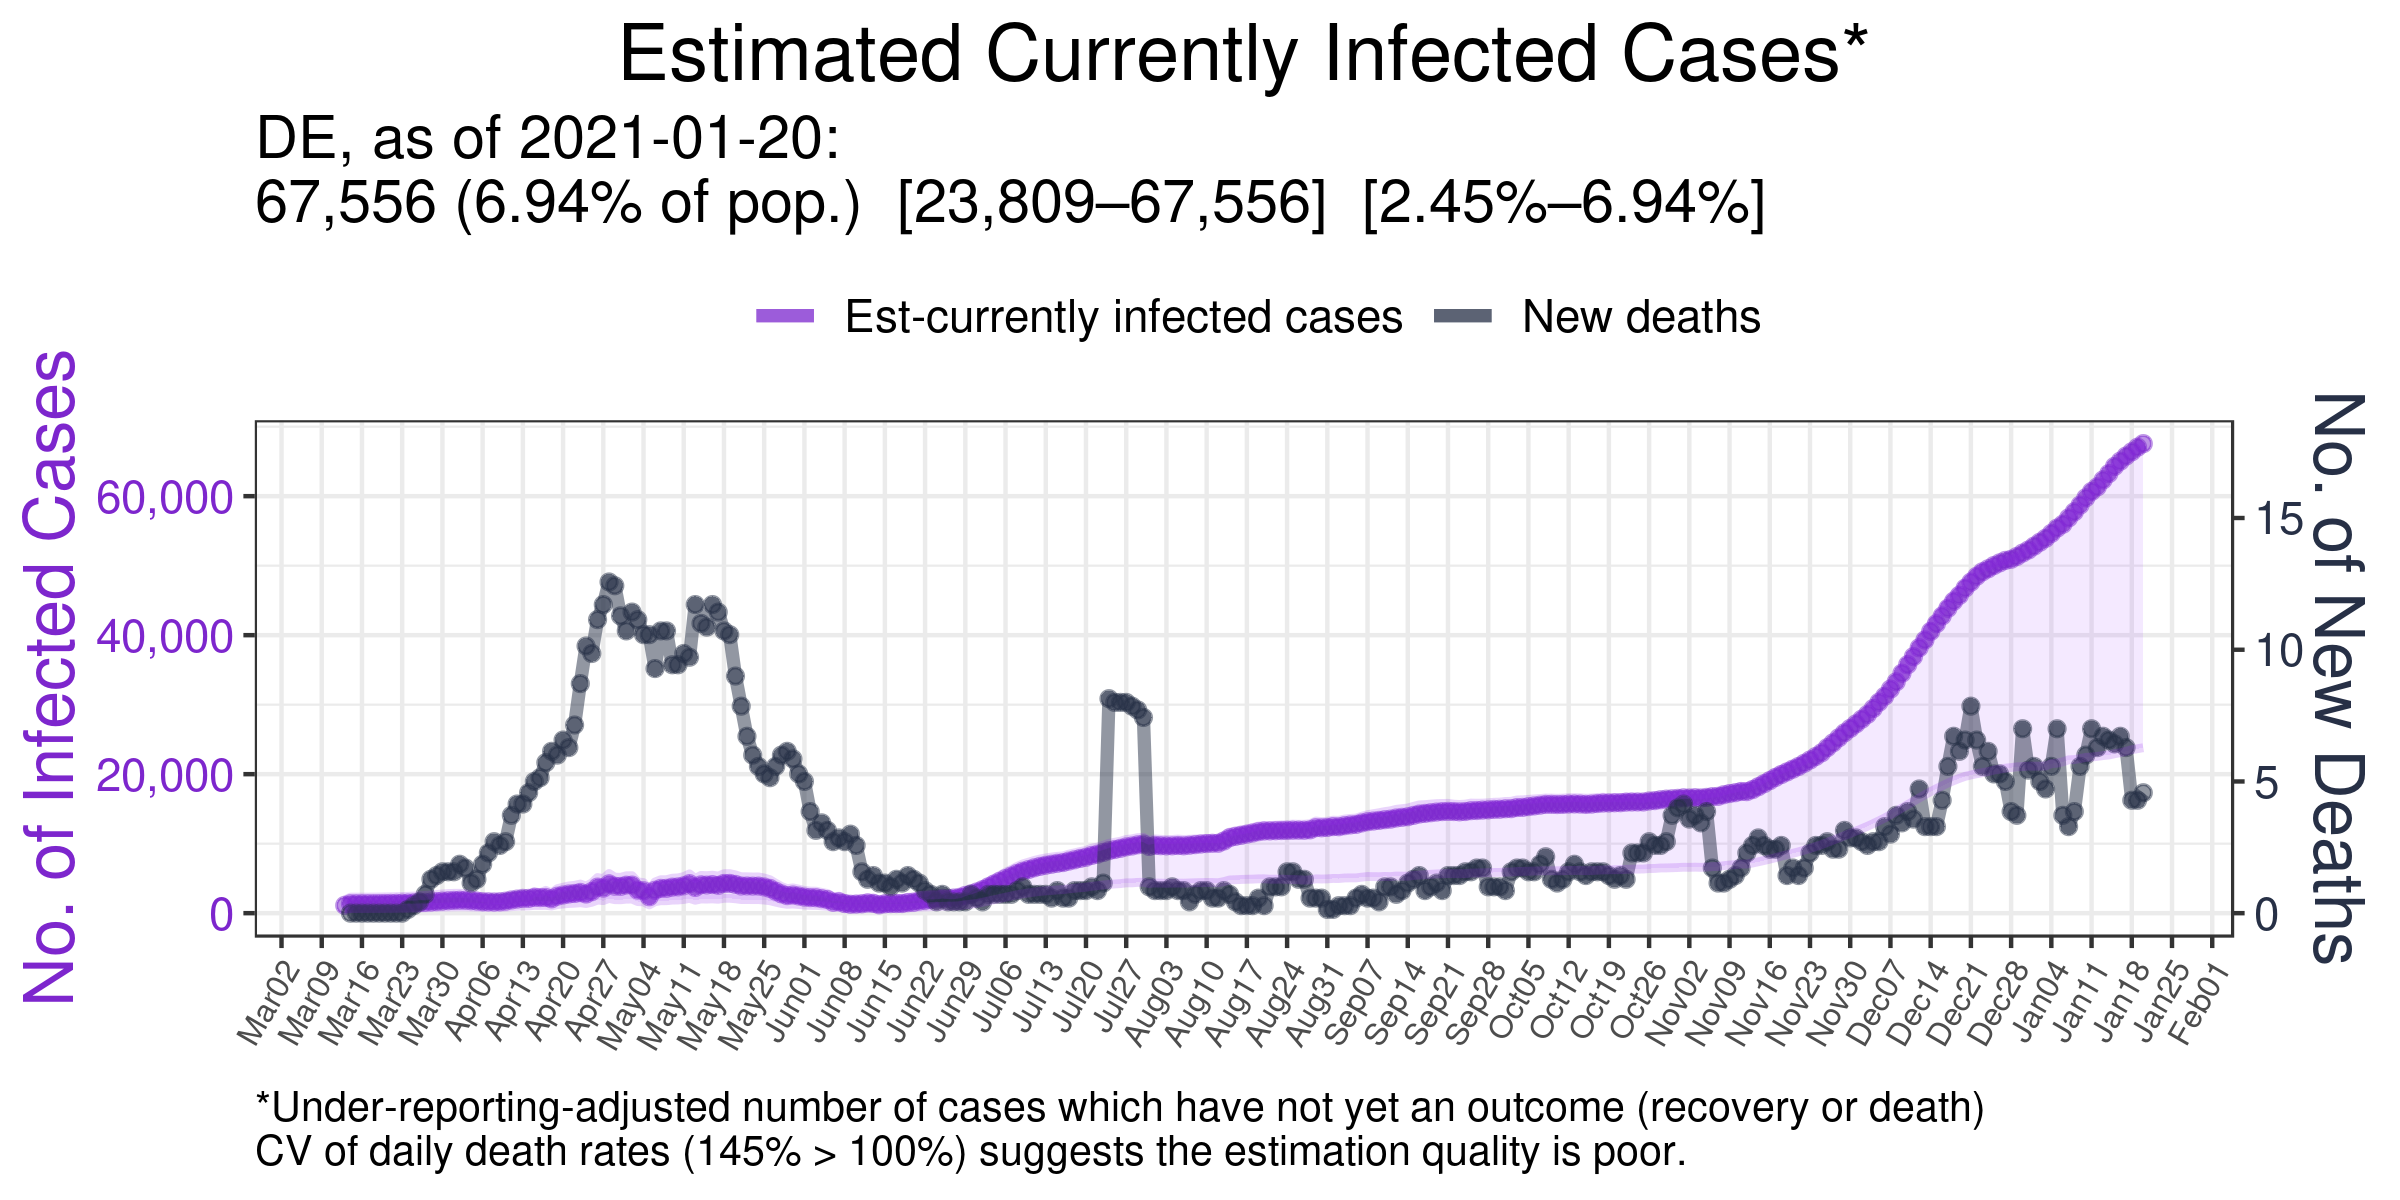 Estimated Currently Infected Cases*
DE, as of 2021-01-20:
67,556 (6.94% of pop.) [23,809–67,556] [2.45%–6.94%]
Est-currently infected cases New deaths
No. of Infected Cases
60,000
40,000
20,000
0
15
10
5
0
No. of New Deaths
Mar02 Mar09 Mar16 Mar23 Mar30 Apr06 Apr13 Apr20 Apr27 May04 May11 May18 May25 Jun01 Jun08 Jun15 Jun22 Jun29 Jul06 Jul13 Jul20 Jul27 Aug03 Aug10 Aug17 Aug24 Aug31 Sep07 Sep14 Sep21 Sep28 Oct05 Oct12 Oct19 Oct26 Nov02 Nov09 Nov16 Nov23 Nov30 Dec07 Dec14 Dec21 Dec28 Jan04 Jan11 Jan18 Jan25 Feb01
*Under-reporting-adjusted number of cases which have not yet an outcome (recovery or death)
CV of daily death rates (145% > 100%) suggests the estimation quality is poor.